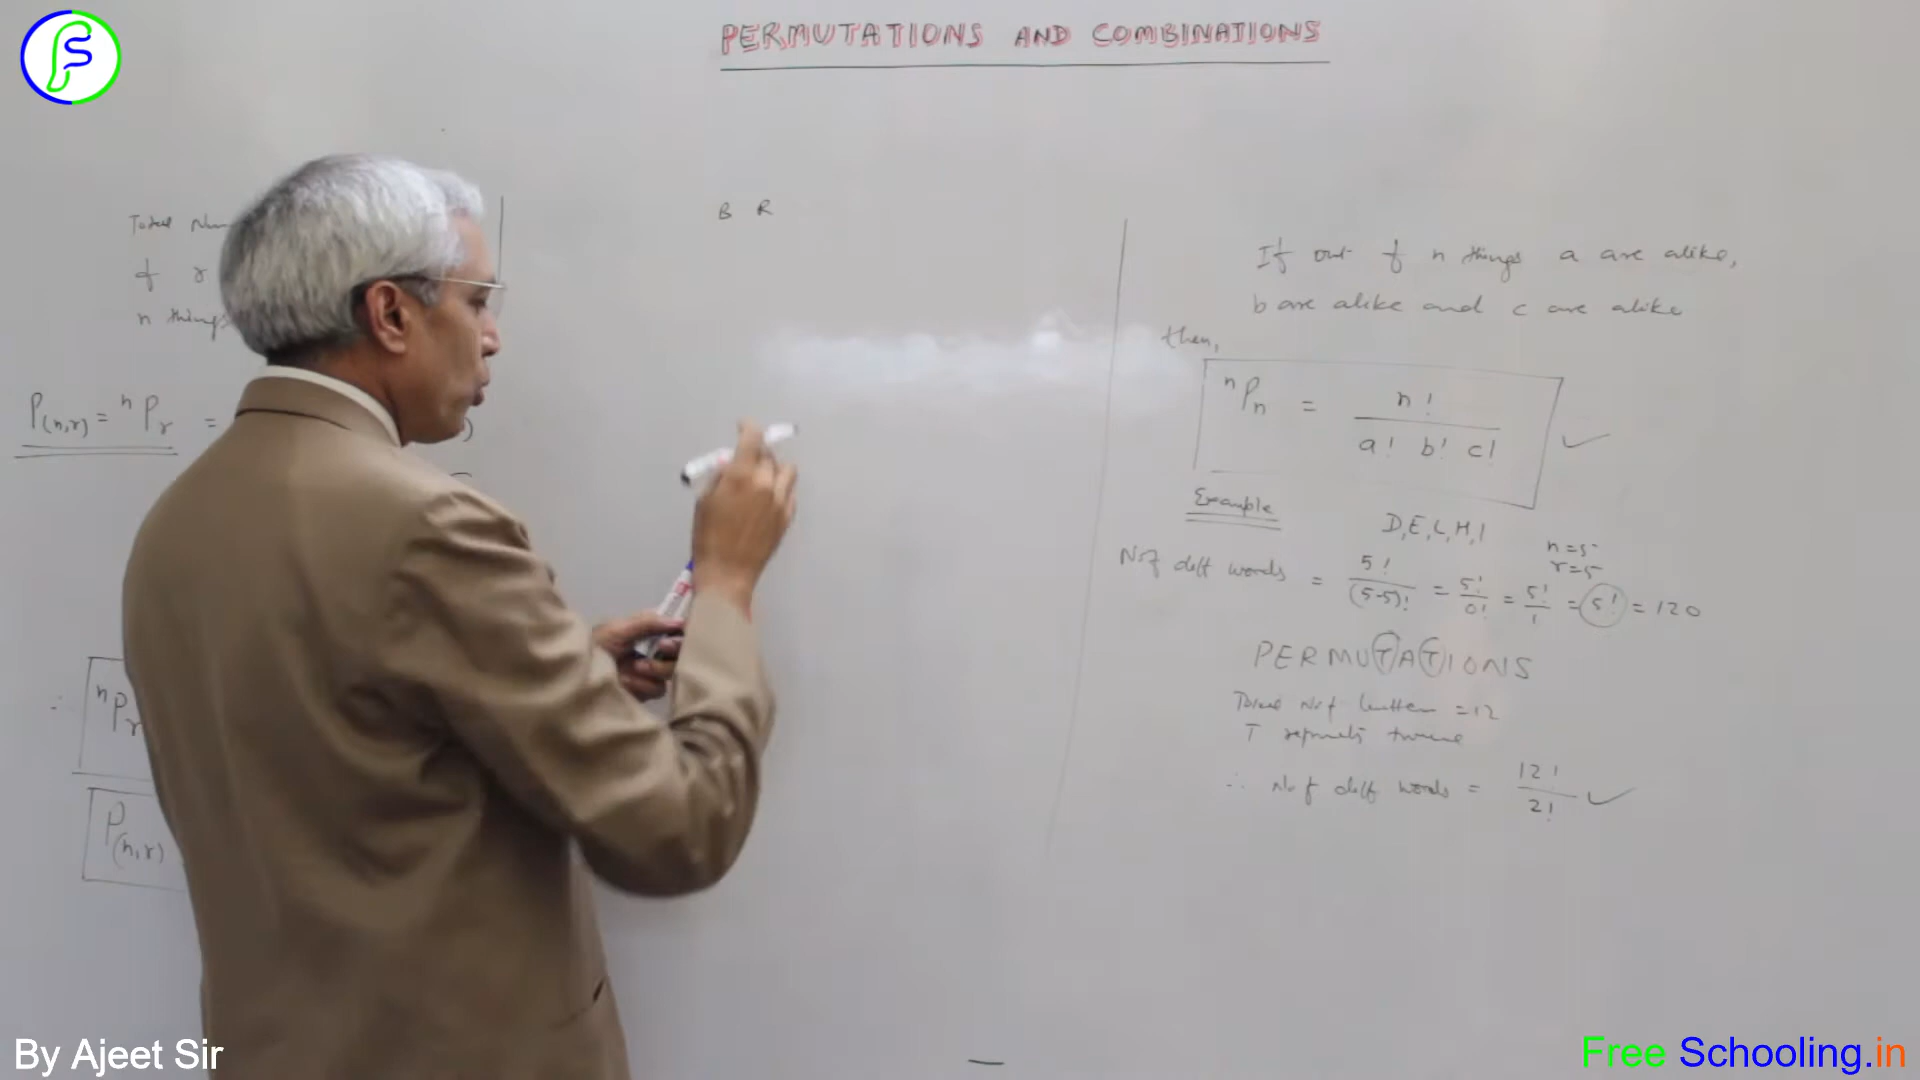 PERMUTATIONS AND COMBINATIONS
of r
n things
P(n,r) = nPr =
∴ nPr
P(n,r)
B R
If out of n things a are alike,
b are alike and c are alike
then,
nPn = n! / a! b! c! ✓
Example
D, E, L, H, I
n = 5
r = 5
No of diff words = 5! / (5-5)! = 5! / 0! = 5! / 1 = 5! = 120
PERMUTATIONS
Total No of letters = 12
T repeats twice
∴ No of diff words = 12! / 2! ✓
By Ajeet Sir
Free Schooling.in